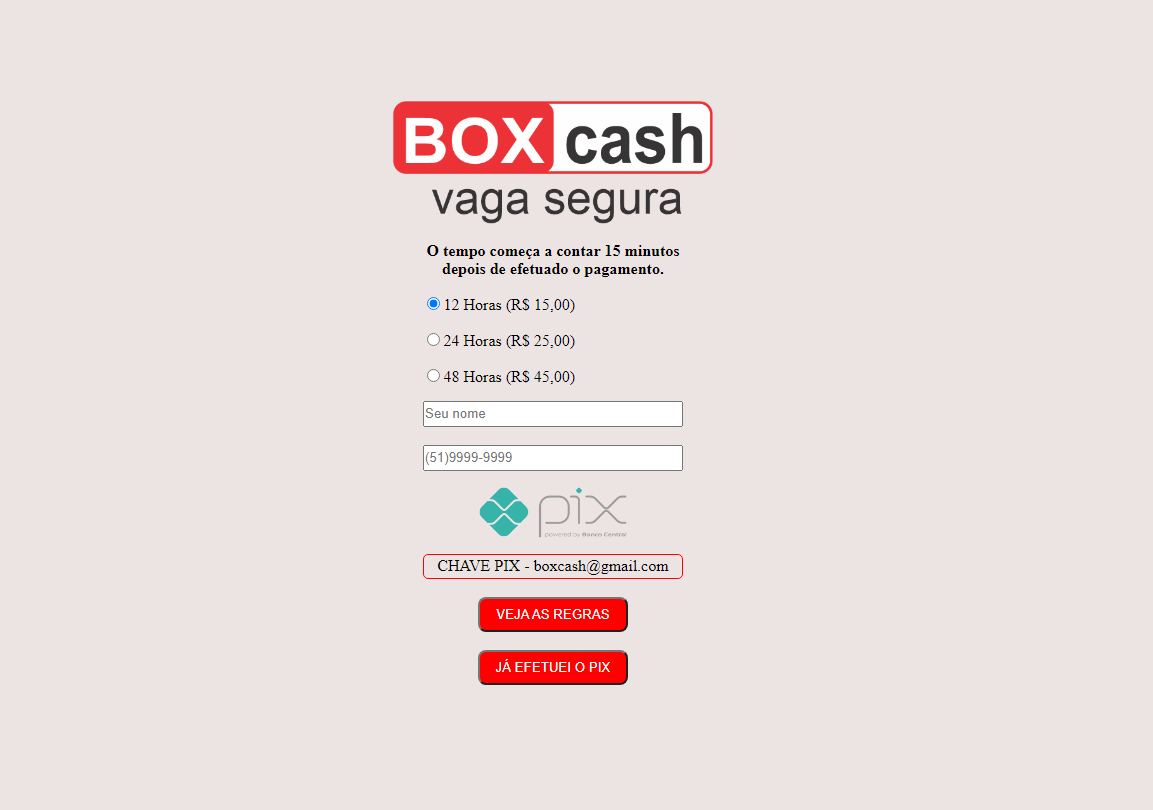 BOX cash
vaga segura
O tempo começa a contar 15 minutos
depois de efetuado o pagamento.
12 Horas (R$ 15,00)
24 Horas (R$ 25,00)
48 Horas (R$ 45,00)
Seu nome
(51)9999-9999
pix
powered by Banco Central
CHAVE PIX - boxcash@gmail.com
VEJA AS REGRAS
JÁ EFETUEI O PIX